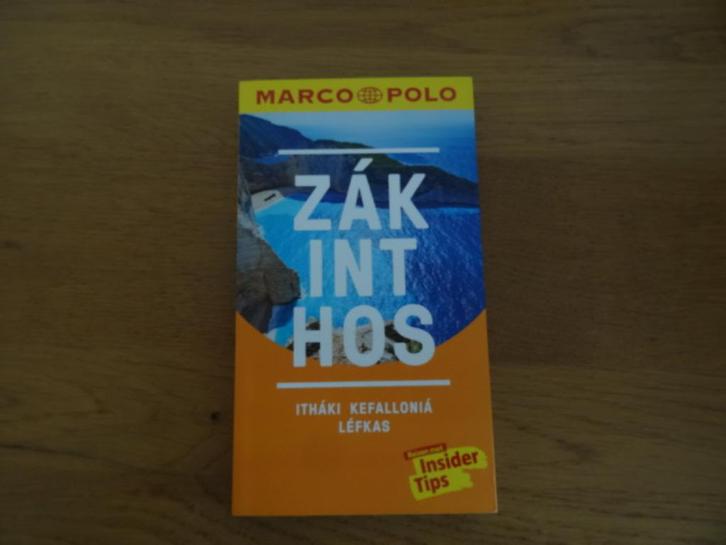 MARCO POLO
ZÁK
INT
HOS
ITHÁKI KEFALLONIÁ
LÉFKAS
Insider
Tips